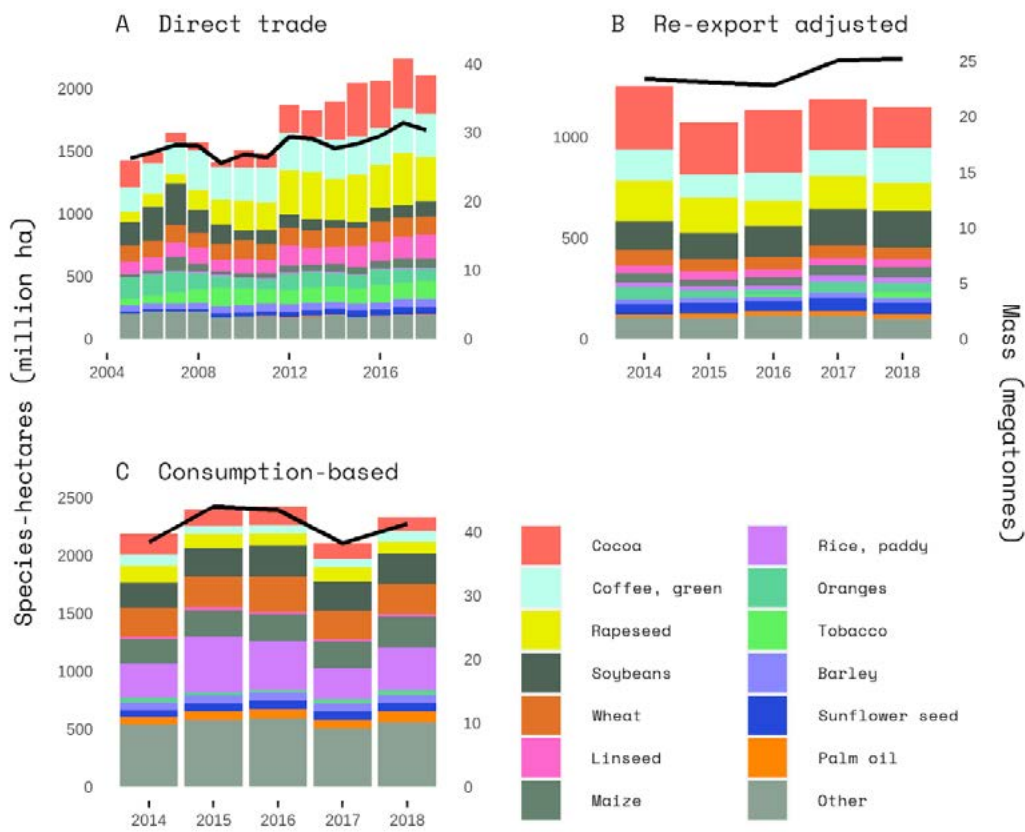 A Direct trade
B Re-export adjusted
2000
1500
1000
500
0
40
30
20
10
0
2004
2008
2012
2016
1000
500
0
25
20
15
10
5
0
2014
2015
2016
2017
2018
Species-hectares (million ha)
Mass (megatonnes)
C Consumption-based
2500
2000
1500
1000
500
0
40
30
20
10
0
2014
2015
2016
2017
2018
Cocoa
Coffee, green
Rapeseed
Soybeans
Wheat
Linseed
Maize
Rice, paddy
Oranges
Tobacco
Barley
Sunflower seed
Palm oil
Other